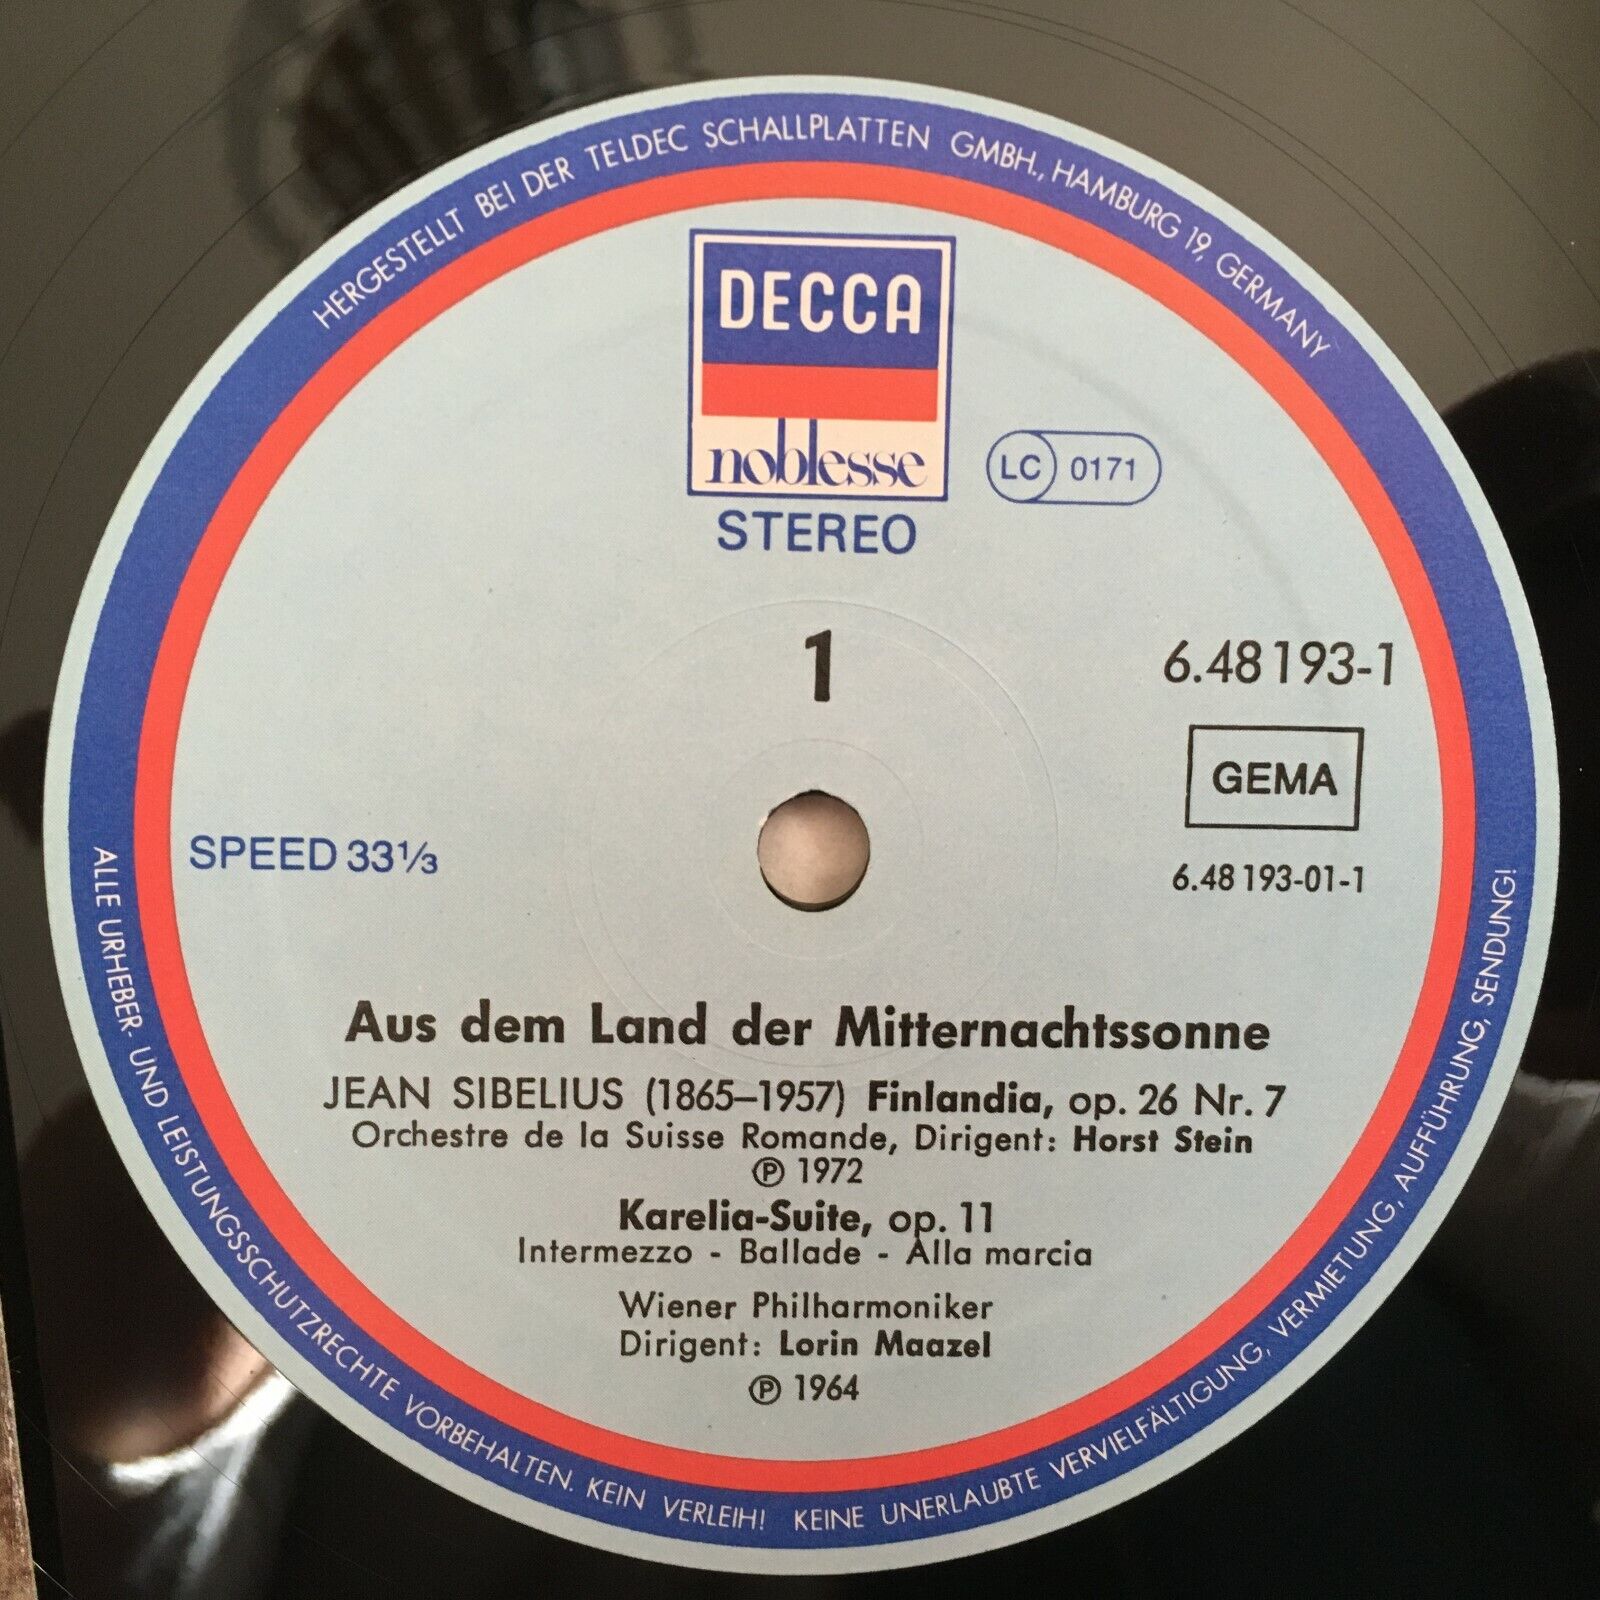 HERGESTELLT BEI DER TELDEC SCHALLPLATTEN GMBH., HAMBURG 19, GERMANY
DECCA
noblesse
LC 0171
STEREO
1
6.48193-1
GEMA
SPEED 33⅓
6.48 193-01-1
Aus dem Land der Mitternachtssonne
JEAN SIBELIUS (1865–1957) Finlandia, op. 26 Nr. 7
Orchestre de la Suisse Romande, Dirigent: Horst Stein
℗ 1972
Karelia-Suite, op. 11
Intermezzo - Ballade - Alla marcia
Wiener Philharmoniker
Dirigent: Lorin Maazel
℗ 1964
ALLE URHEBER- UND LEISTUNGSSCHUTZRECHTE VORBEHALTEN. KEIN VERLEIH! KEINE UNERLAUBTE VERVIELFÄLTIGUNG, VERMIETUNG, AUFFÜHRUNG, SENDUNG!